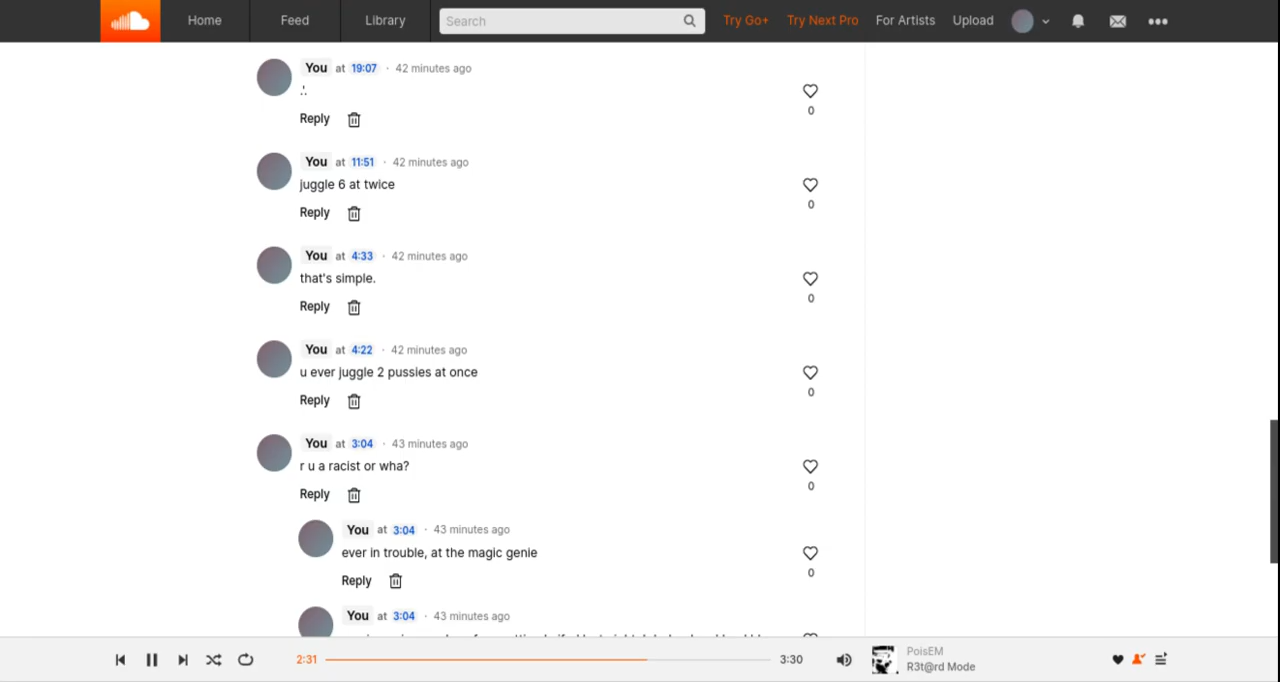 Home Feed Library Search Try Go+ Try Next Pro For Artists Upload
You at 19:07 · 42 minutes ago
.'.
0
Reply
You at 11:51 · 42 minutes ago
juggle 6 at twice
0
Reply
You at 4:33 · 42 minutes ago
that's simple.
0
Reply
You at 4:22 · 42 minutes ago
u ever juggle 2 pussies at once
0
Reply
You at 3:04 · 43 minutes ago
r u a racist or wha?
0
Reply
You at 3:04 · 43 minutes ago
ever in trouble, at the magic genie
0
Reply
You at 3:04 · 43 minutes ago
2:31 3:30
PoisEM
R3t@rd Mode